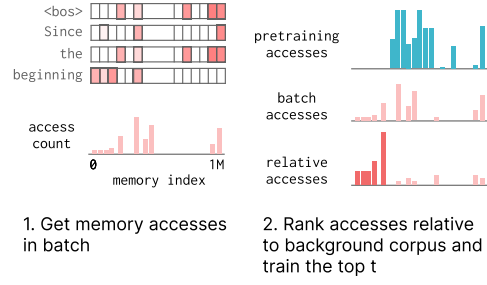 <bos>
Since
the
beginning
access
count
0
1M
memory index
1. Get memory accesses
in batch
pretraining
accesses
batch
accesses
relative
accesses
2. Rank accesses relative
to background corpus and
train the top t